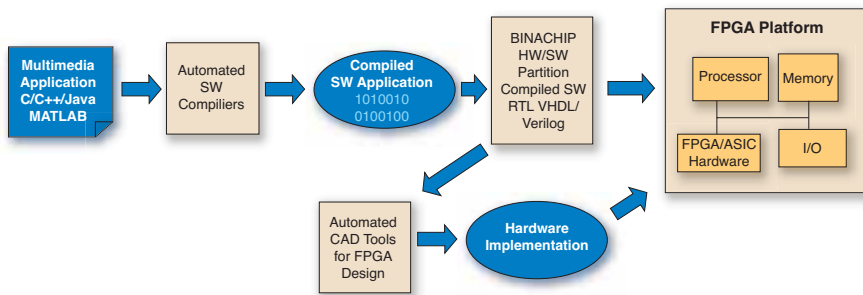 Multimedia
Application
C/C++/Java
MATLAB
Automated
SW
Compiliers
Compiled
SW Application
1010010
0100100
BINACHIP
HW/SW
Partition
Compiled SW
RTL VHDL/
Verilog
FPGA Platform
Processor
Memory
FPGA/ASIC
Hardware
I/O
Automated
CAD Tools
for FPGA
Design
Hardware
Implementation